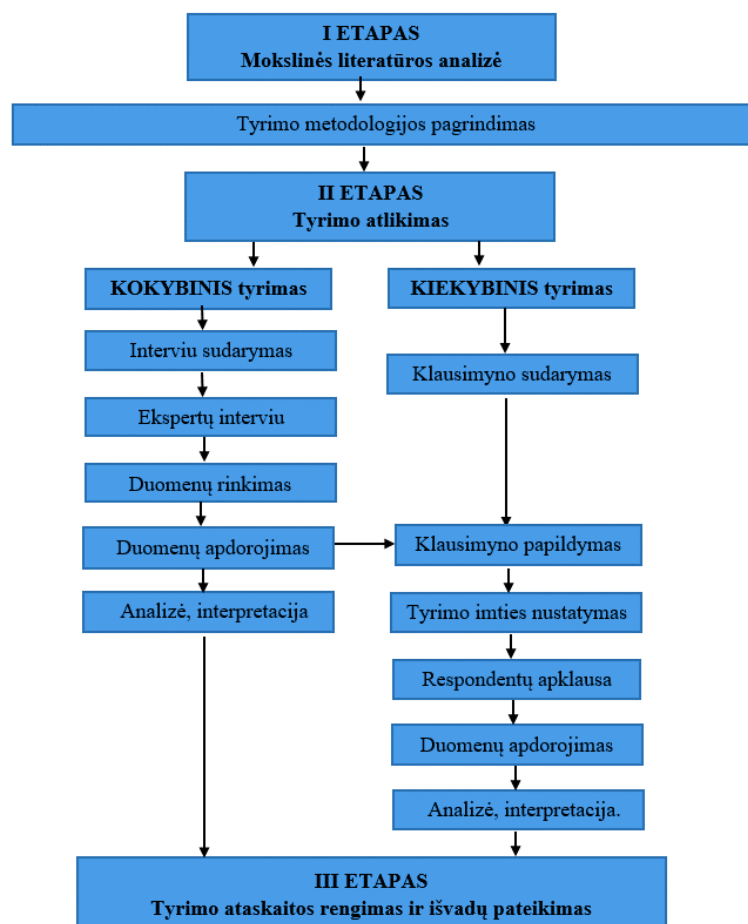 I ETAPAS
Mokslinės literatūros analizė
Tyrimo metodologijos pagrindimas
II ETAPAS
Tyrimo atlikimas
KOKYBINIS tyrimas
Interviu sudarymas
Ekspertų interviu
Duomenų rinkimas
Duomenų apdorojimas
Analizė, interpretacija
KIEKYBINIS tyrimas
Klausimyno sudarymas
Klausimyno papildymas
Tyrimo imties nustatymas
Respondentų apklausa
Duomenų apdorojimas
Analizė, interpretacija.
III ETAPAS
Tyrimo ataskaitos rengimas ir išvadų pateikimas